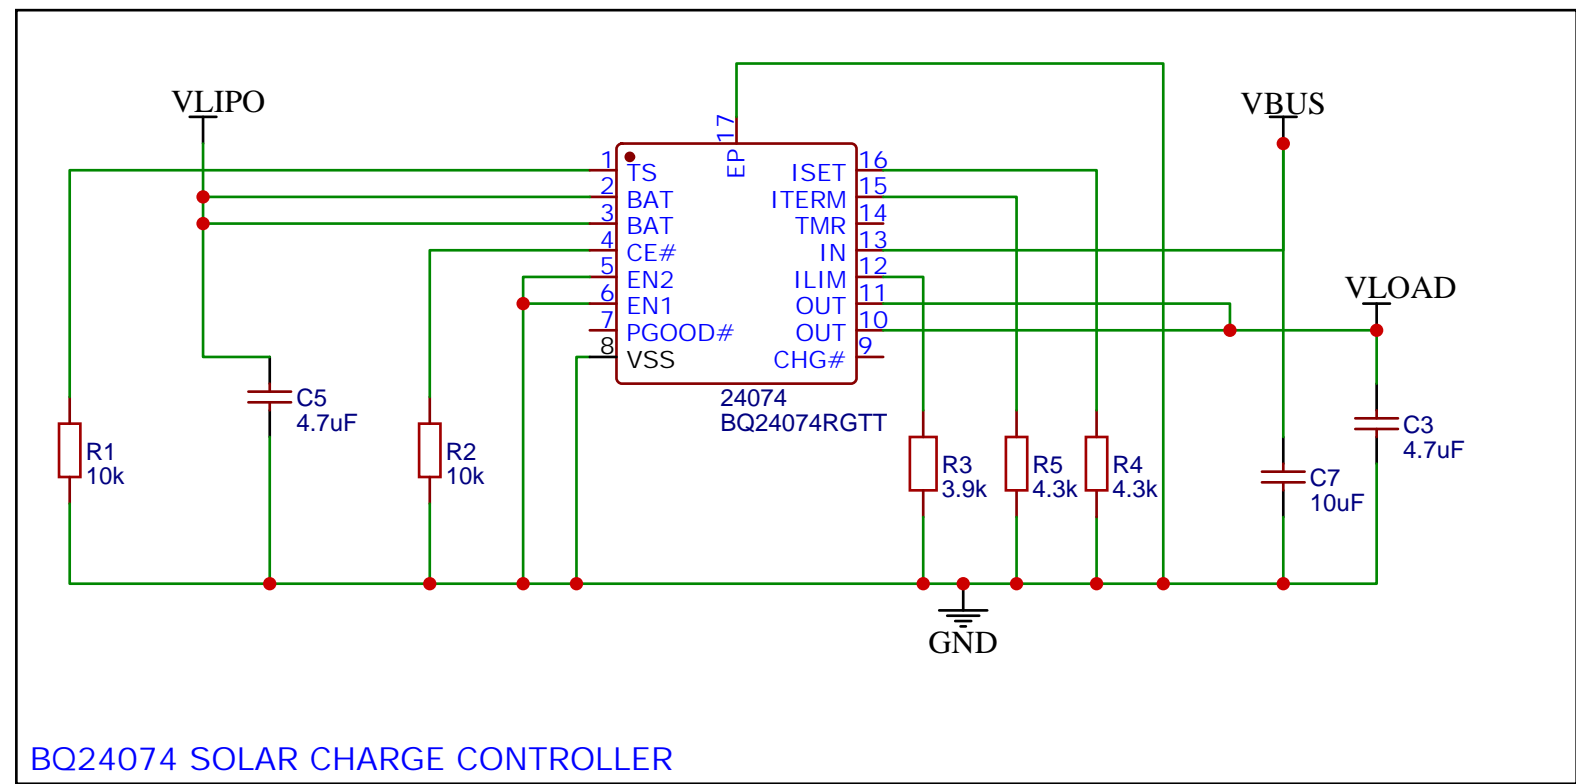 VLIPO
VBUS
VLOAD
17
EP
1
TS
2
BAT
3
BAT
4
CE#
5
EN2
6
EN1
7
PGOOD#
8
VSS
16
ISET
15
ITERM
14
TMR
13
IN
12
ILIM
11
OUT
10
OUT
9
CHG#
24074
BQ24074RGTT
C5
4.7uF
R1
10k
R2
10k
R3
3.9k
R5
4.3k
R4
4.3k
C7
10uF
C3
4.7uF
GND
BQ24074 SOLAR CHARGE CONTROLLER